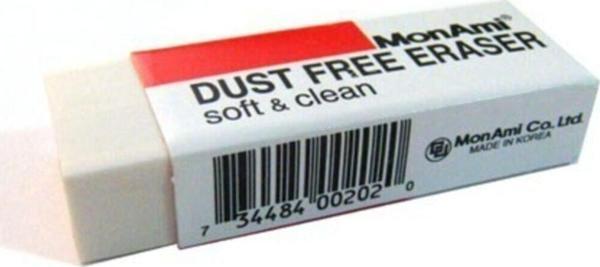 MonAmi®
DUST FREE ERASER
soft & clean
MonAmi Co. Ltd.
MADE IN KOREA
7 34484 00202 0